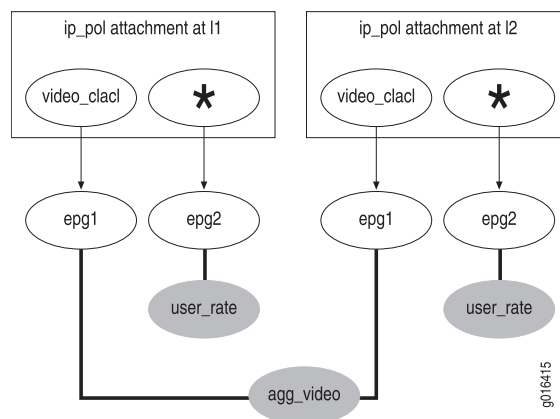 ip_pol attachment at l1
ip_pol attachment at l2
video_clacl
*
video_clacl
*
epg1
epg2
epg1
epg2
user_rate
user_rate
agg_video
g016415